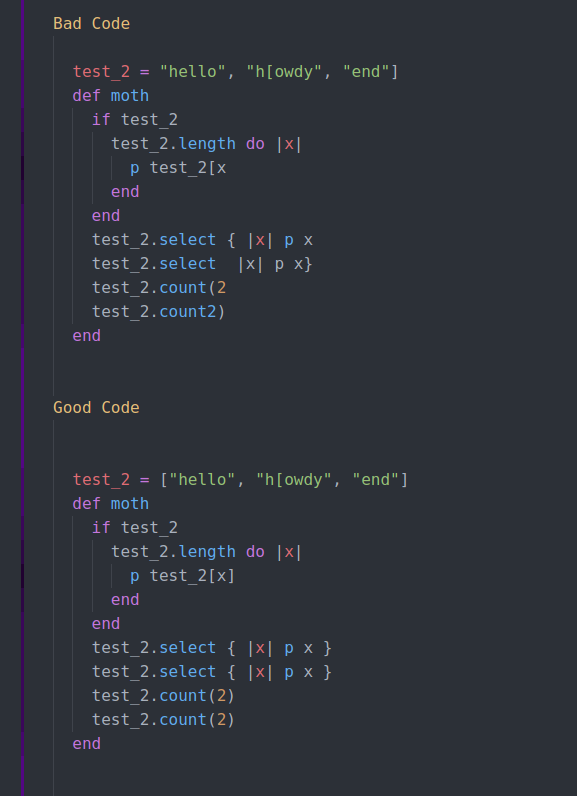 Bad Code
test_2 = "hello", "h[owdy", "end"]
def moth
if test_2
test_2.length do |x|
p test_2[x
end
end
test_2.select { |x| p x
test_2.select  |x| p x}
test_2.count(2
test_2.count2)
end
Good Code
test_2 = ["hello", "h[owdy", "end"]
def moth
if test_2
test_2.length do |x|
p test_2[x]
end
end
test_2.select { |x| p x }
test_2.select { |x| p x }
test_2.count(2)
test_2.count(2)
end